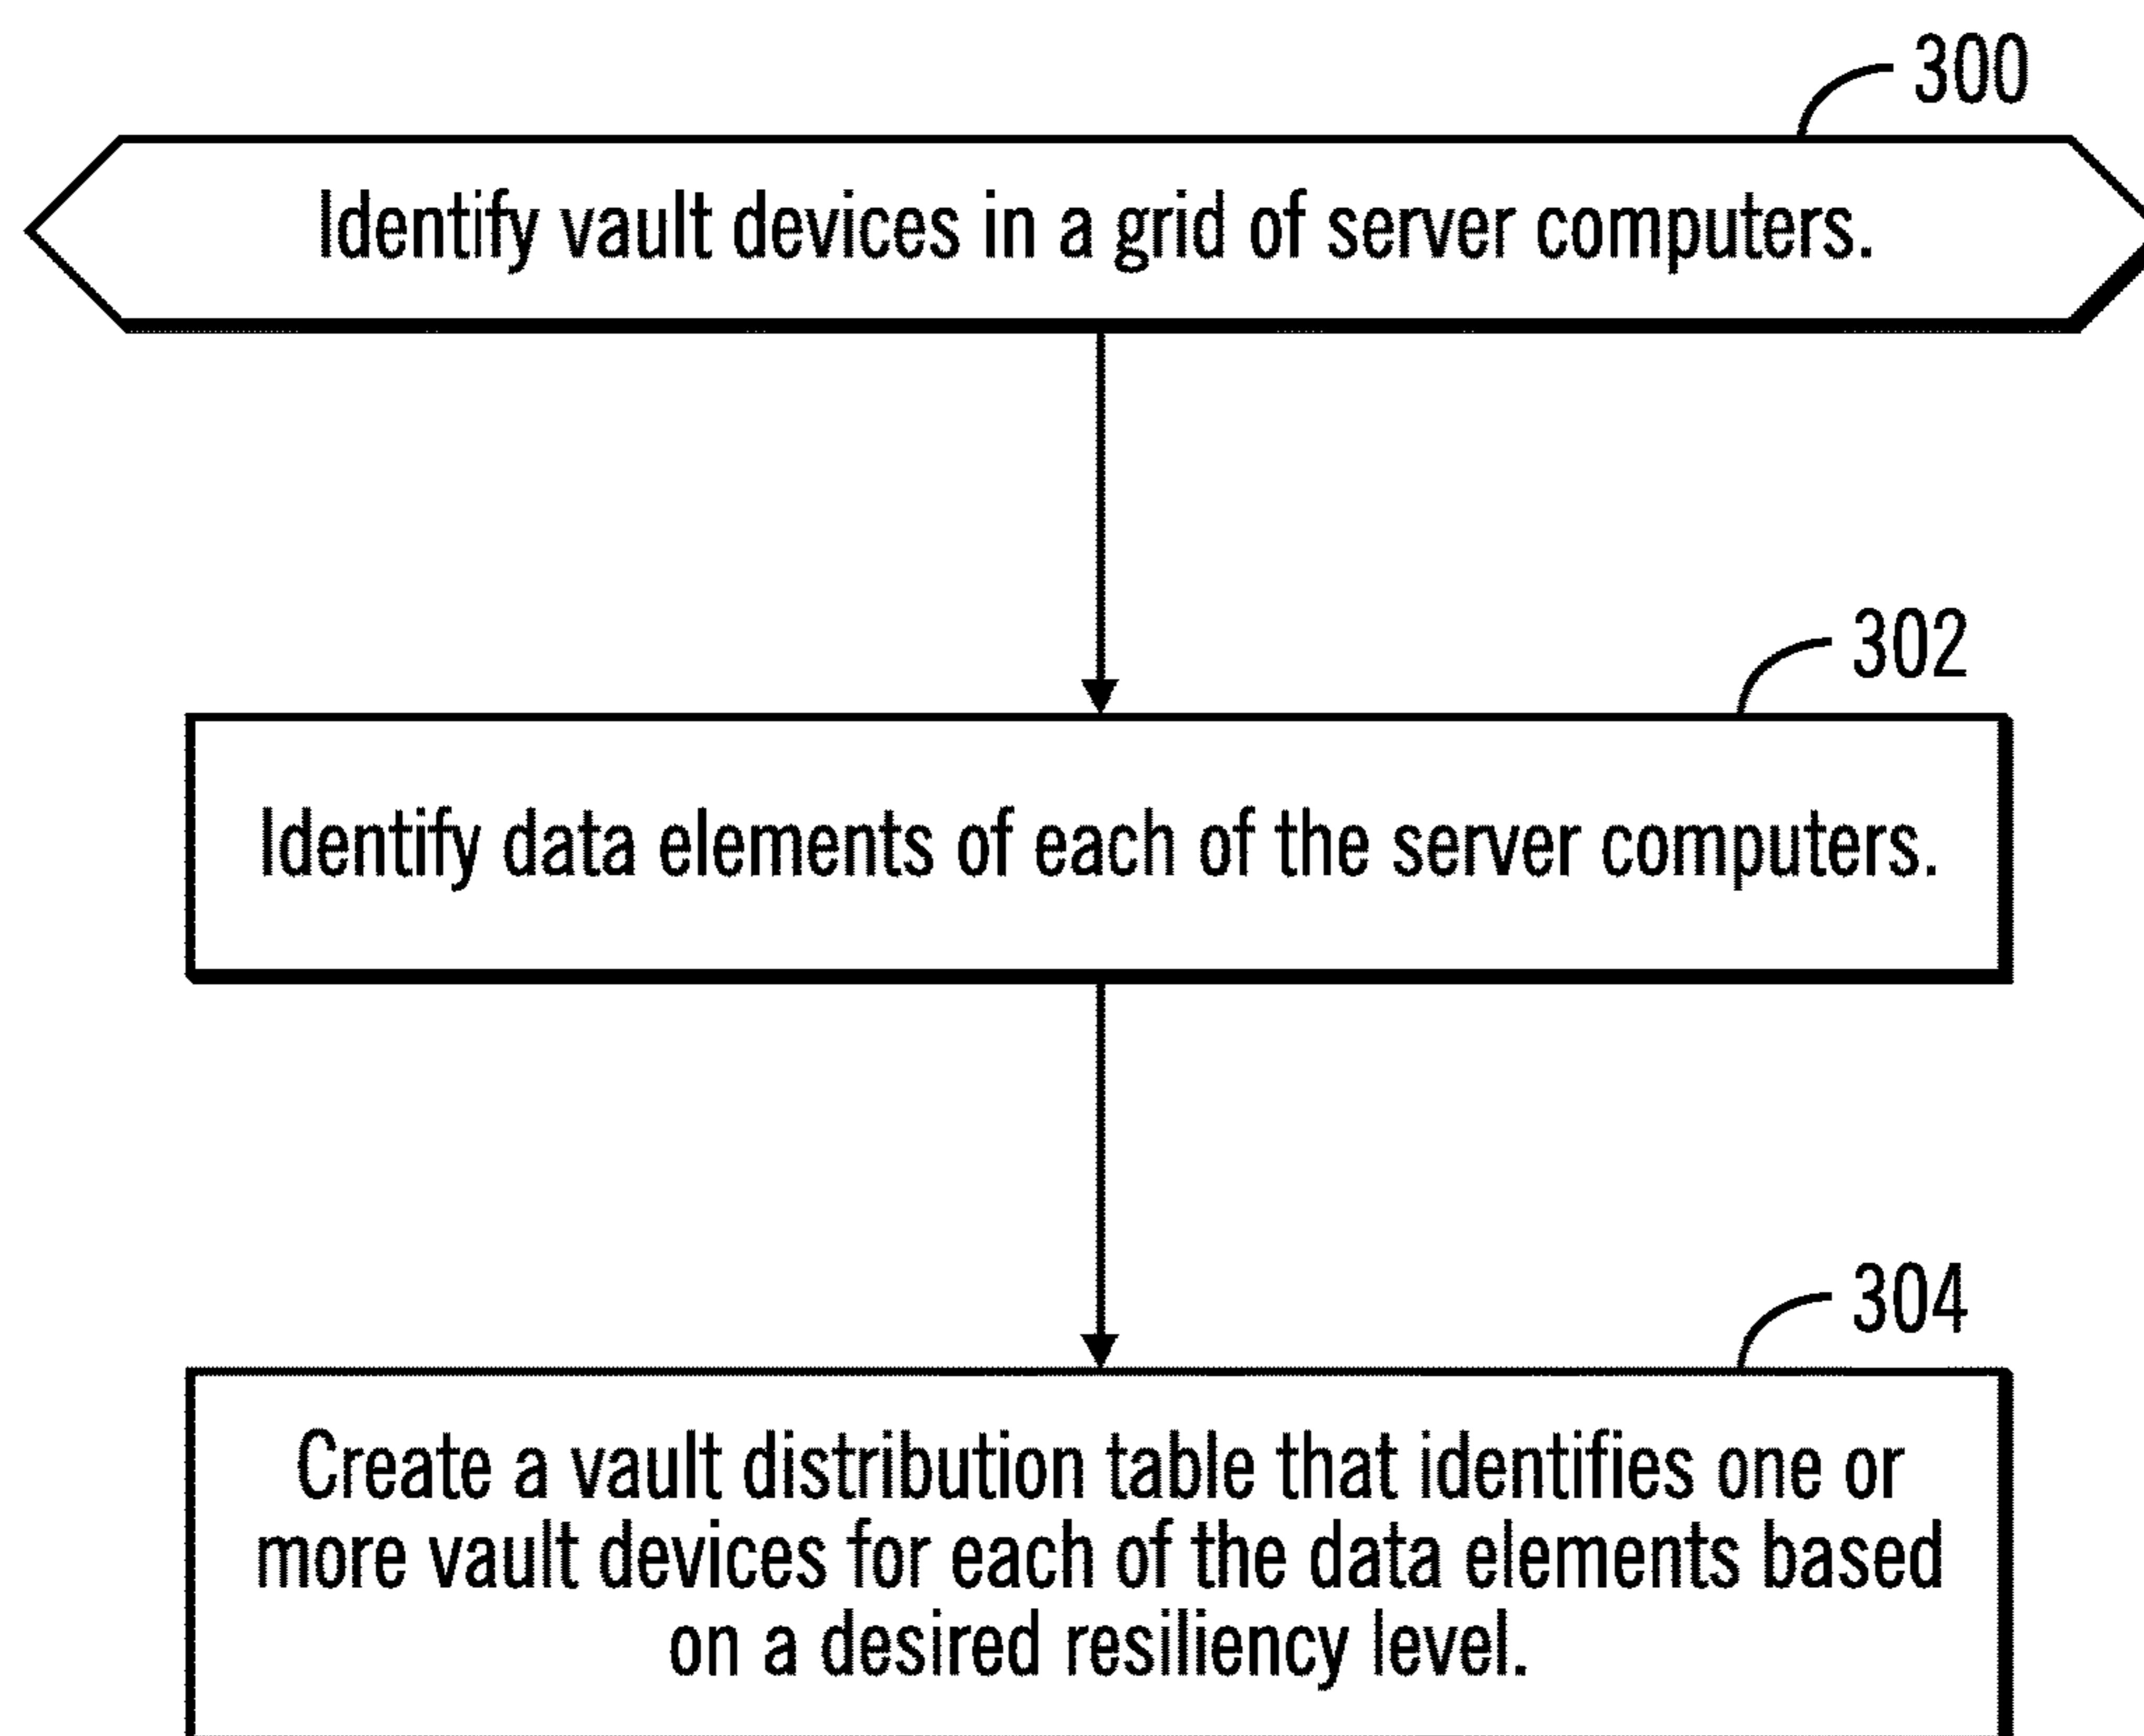 300
Identify vault devices in a grid of server computers.
302
Identify data elements of each of the server computers.
304
Create a vault distribution table that identifies one or
more vault devices for each of the data elements based
on a desired resiliency level.